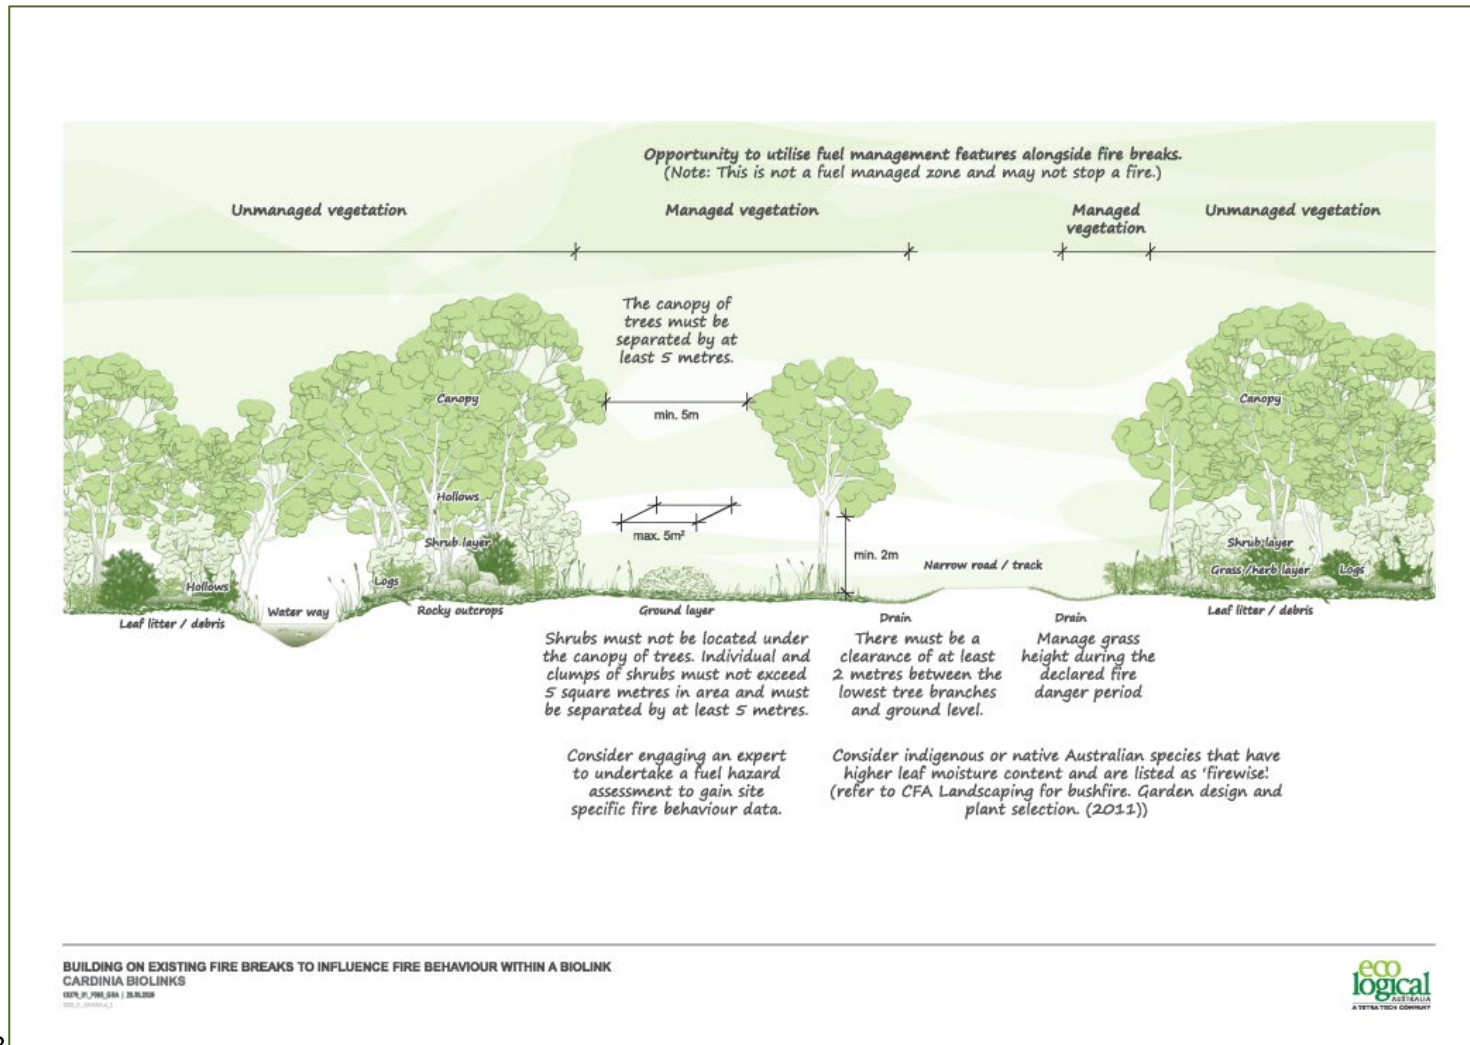 Opportunity to utilise fuel management features alongside fire breaks.
(Note: This is not a fuel managed zone and may not stop a fire.)
Unmanaged vegetation
Managed vegetation
Managed
vegetation
Unmanaged vegetation
The canopy of
trees must be
separated by at
least 5 metres.
min. 5m
Canopy
Canopy
Hollows
max. 5m²
Shrub layer
min. 2m
Narrow road / track
Shrub layer
Grass /herb layer
Logs
Logs
Hollows
Water way
Rocky outcrops
Leaf litter / debris
Ground layer
Drain
Drain
Leaf litter / debris
Shrubs must not be located under
the canopy of trees. Individual and
clumps of shrubs must not exceed
5 square metres in area and must
be separated by at least 5 metres.
There must be a
clearance of at least
2 metres between the
lowest tree branches
and ground level.
Manage grass
height during the
declared fire
danger period
Consider engaging an expert
to undertake a fuel hazard
assessment to gain site
specific fire behaviour data.
Consider indigenous or native Australian species that have
higher leaf moisture content and are listed as 'firewise'.
(refer to CFA Landscaping for bushfire. Garden design and
plant selection. (2011))
BUILDING ON EXISTING FIRE BREAKS TO INFLUENCE FIRE BEHAVIOUR WITHIN A BIOLINK
CARDINIA BIOLINKS
eco
logical
AUSTRALIA
A TETRA TECH COMPANY